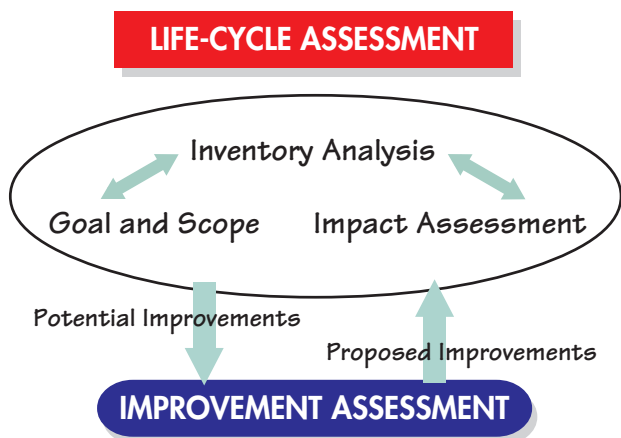 LIFE-CYCLE ASSESSMENT
Inventory Analysis
Goal and Scope
Impact Assessment
Potential Improvements
Proposed Improvements
IMPROVEMENT ASSESSMENT